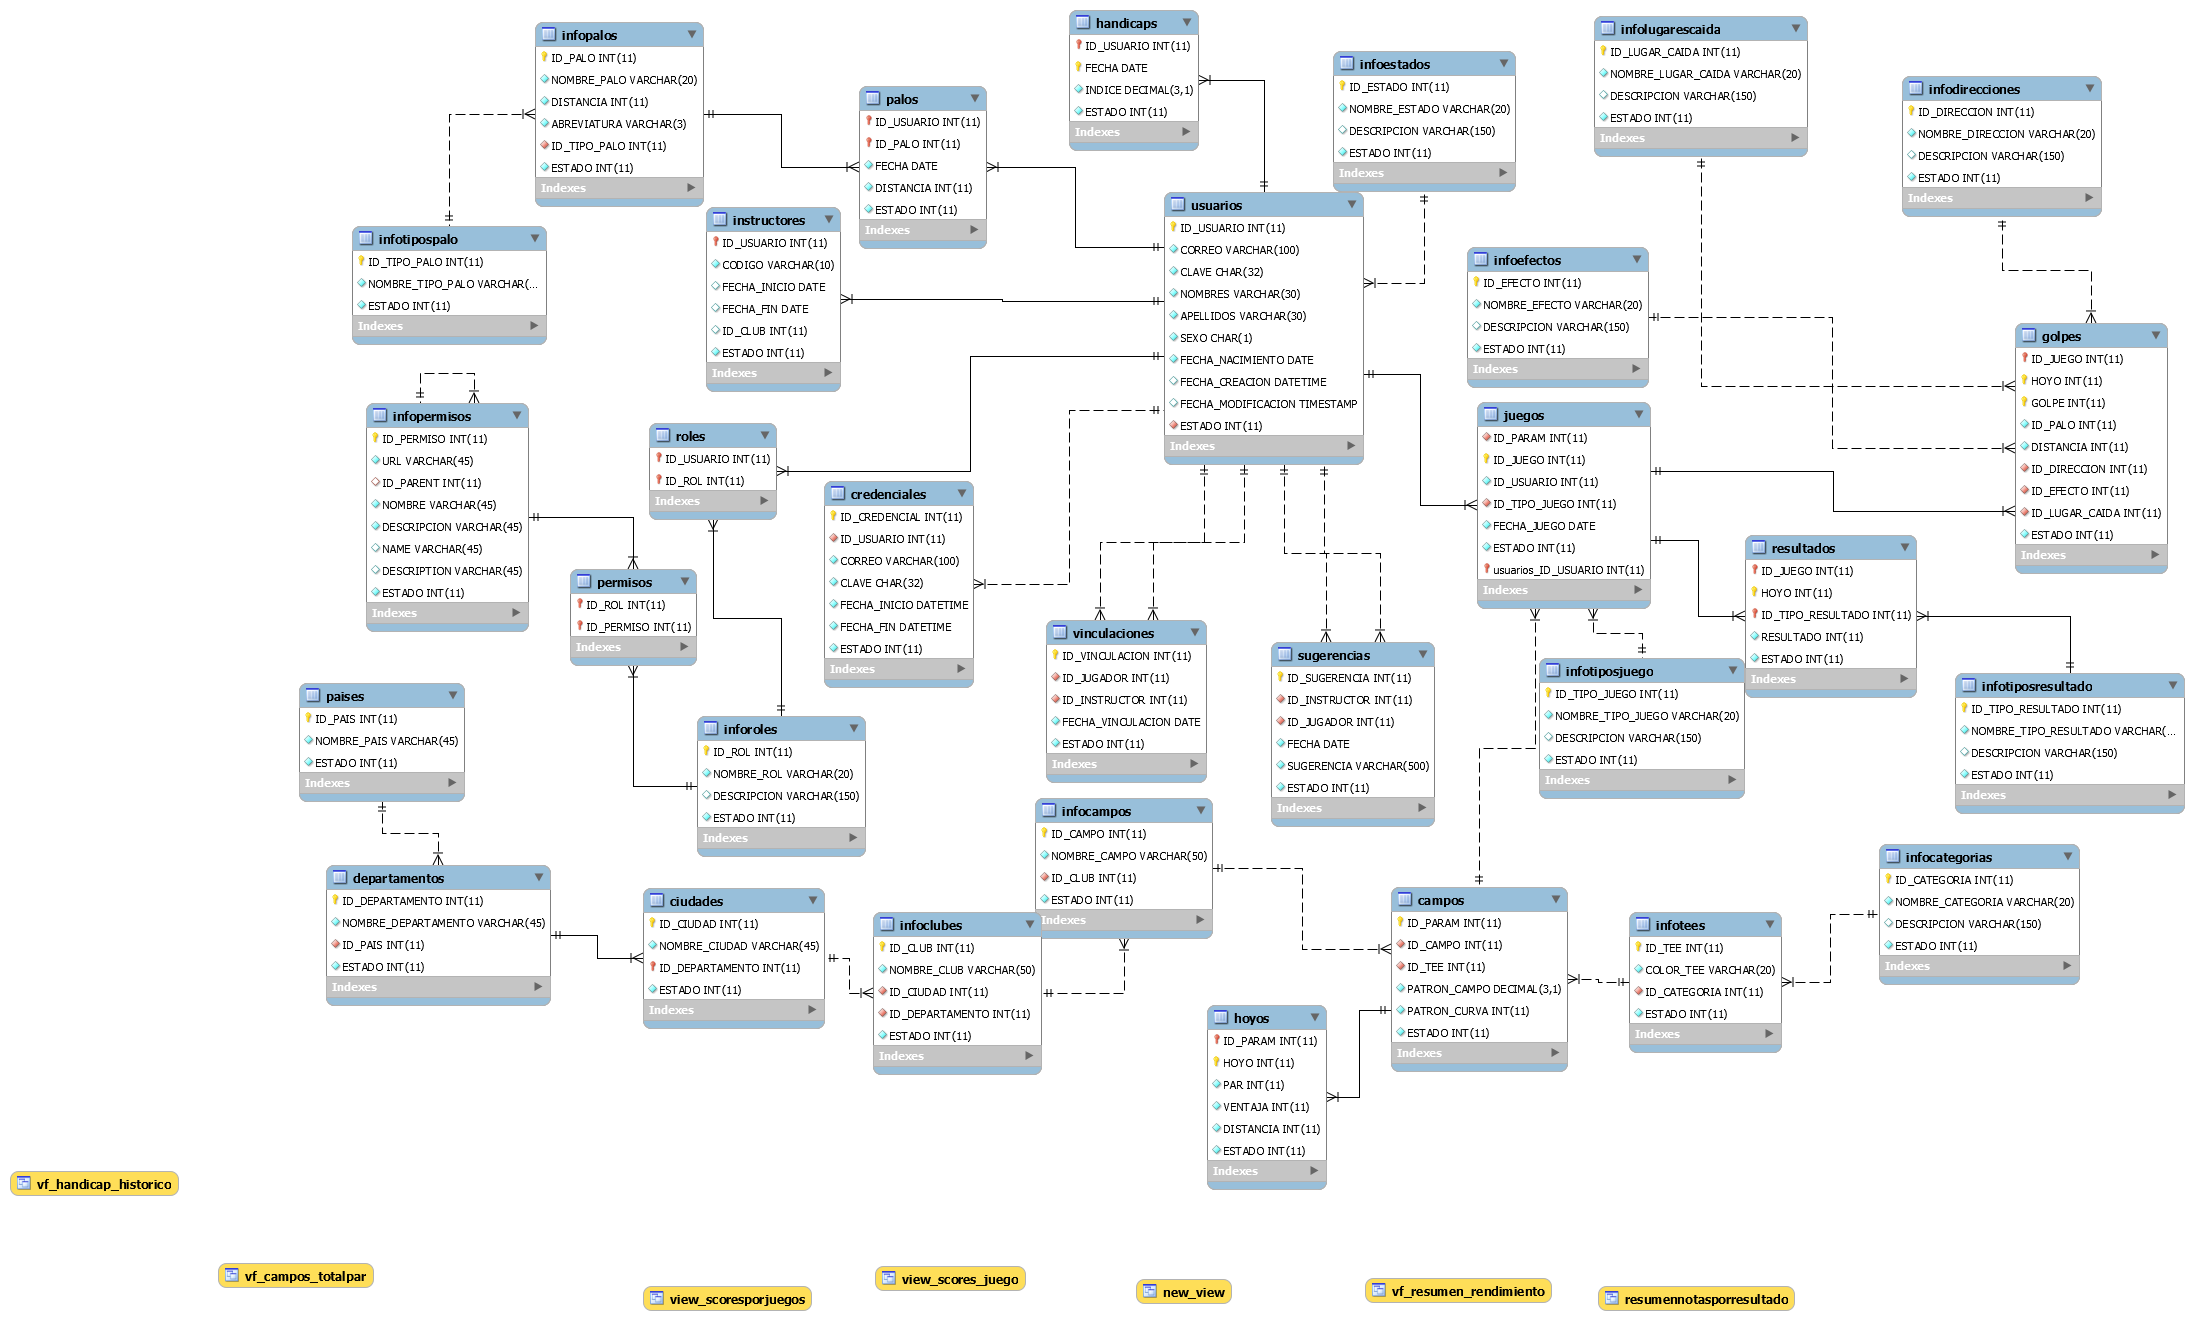 infopalos
ID_PALO INT(11)
NOMBRE_PALO VARCHAR(20)
DISTANCIA INT(11)
ABREVIATURA VARCHAR(3)
ID_TIPO_PALO INT(11)
ESTADO INT(11)
Indexes
palos
ID_USUARIO INT(11)
ID_PALO INT(11)
FECHA DATE
DISTANCIA INT(11)
ESTADO INT(11)
Indexes
handicaps
ID_USUARIO INT(11)
FECHA DATE
INDICE DECIMAL(3,1)
ESTADO INT(11)
Indexes
infoestados
ID_ESTADO INT(11)
NOMBRE_ESTADO VARCHAR(20)
DESCRIPCION VARCHAR(150)
ESTADO INT(11)
Indexes
infolugarescaida
ID_LUGAR_CAIDA INT(11)
NOMBRE_LUGAR_CAIDA VARCHAR(20)
DESCRIPCION VARCHAR(150)
ESTADO INT(11)
Indexes
infodirecciones
ID_DIRECCION INT(11)
NOMBRE_DIRECCION VARCHAR(20)
DESCRIPCION VARCHAR(150)
ESTADO INT(11)
Indexes
infotipospalo
ID_TIPO_PALO INT(11)
NOMBRE_TIPO_PALO VARCHAR(...
ESTADO INT(11)
Indexes
instructores
ID_USUARIO INT(11)
CODIGO VARCHAR(10)
FECHA_INICIO DATE
FECHA_FIN DATE
ID_CLUB INT(11)
ESTADO INT(11)
Indexes
usuarios
ID_USUARIO INT(11)
CORREO VARCHAR(100)
CLAVE CHAR(32)
NOMBRES VARCHAR(30)
APELLIDOS VARCHAR(30)
SEXO CHAR(1)
FECHA_NACIMIENTO DATE
FECHA_CREACION DATETIME
FECHA_MODIFICACION TIMESTAMP
ESTADO INT(11)
Indexes
infoefectos
ID_EFECTO INT(11)
NOMBRE_EFECTO VARCHAR(20)
DESCRIPCION VARCHAR(150)
ESTADO INT(11)
Indexes
golpes
ID_JUEGO INT(11)
HOYO INT(11)
GOLPE INT(11)
ID_PALO INT(11)
DISTANCIA INT(11)
ID_DIRECCION INT(11)
ID_EFECTO INT(11)
ID_LUGAR_CAIDA INT(11)
ESTADO INT(11)
Indexes
infopermisos
ID_PERMISO INT(11)
URL VARCHAR(45)
ID_PARENT INT(11)
NOMBRE VARCHAR(45)
DESCRIPCION VARCHAR(45)
NAME VARCHAR(45)
DESCRIPTION VARCHAR(45)
ESTADO INT(11)
Indexes
roles
ID_USUARIO INT(11)
ID_ROL INT(11)
Indexes
credenciales
ID_CREDENCIAL INT(11)
ID_USUARIO INT(11)
CORREO VARCHAR(100)
CLAVE CHAR(32)
FECHA_INICIO DATETIME
FECHA_FIN DATETIME
ESTADO INT(11)
Indexes
juegos
ID_PARAM INT(11)
ID_JUEGO INT(11)
ID_USUARIO INT(11)
ID_TIPO_JUEGO INT(11)
FECHA_JUEGO DATE
ESTADO INT(11)
usuarios_ID_USUARIO INT(11)
Indexes
resultados
ID_JUEGO INT(11)
HOYO INT(11)
ID_TIPO_RESULTADO INT(11)
RESULTADO INT(11)
ESTADO INT(11)
Indexes
permisos
ID_ROL INT(11)
ID_PERMISO INT(11)
Indexes
vinculaciones
ID_VINCULACION INT(11)
ID_JUGADOR INT(11)
ID_INSTRUCTOR INT(11)
FECHA_VINCULACION DATE
ESTADO INT(11)
Indexes
sugerencias
ID_SUGERENCIA INT(11)
ID_INSTRUCTOR INT(11)
ID_JUGADOR INT(11)
FECHA DATE
SUGERENCIA VARCHAR(500)
ESTADO INT(11)
Indexes
infotiposjuego
ID_TIPO_JUEGO INT(11)
NOMBRE_TIPO_JUEGO VARCHAR(20)
DESCRIPCION VARCHAR(150)
ESTADO INT(11)
Indexes
infotiposresultado
ID_TIPO_RESULTADO INT(11)
NOMBRE_TIPO_RESULTADO VARCHAR(...
DESCRIPCION VARCHAR(150)
ESTADO INT(11)
Indexes
paises
ID_PAIS INT(11)
NOMBRE_PAIS VARCHAR(45)
ESTADO INT(11)
Indexes
inforoles
ID_ROL INT(11)
NOMBRE_ROL VARCHAR(20)
DESCRIPCION VARCHAR(150)
ESTADO INT(11)
Indexes
infocampos
ID_CAMPO INT(11)
NOMBRE_CAMPO VARCHAR(50)
ID_CLUB INT(11)
ESTADO INT(11)
Indexes
departamentos
ID_DEPARTAMENTO INT(11)
NOMBRE_DEPARTAMENTO VARCHAR(45)
ID_PAIS INT(11)
ESTADO INT(11)
Indexes
ciudades
ID_CIUDAD INT(11)
NOMBRE_CIUDAD VARCHAR(45)
ID_DEPARTAMENTO INT(11)
ESTADO INT(11)
Indexes
infoclubes
ID_CLUB INT(11)
NOMBRE_CLUB VARCHAR(50)
ID_CIUDAD INT(11)
ID_DEPARTAMENTO INT(11)
ESTADO INT(11)
Indexes
campos
ID_PARAM INT(11)
ID_CAMPO INT(11)
ID_TEE INT(11)
PATRON_CAMPO DECIMAL(3,1)
PATRON_CURVA INT(11)
ESTADO INT(11)
Indexes
infotees
ID_TEE INT(11)
COLOR_TEE VARCHAR(20)
ID_CATEGORIA INT(11)
ESTADO INT(11)
Indexes
infocategorias
ID_CATEGORIA INT(11)
NOMBRE_CATEGORIA VARCHAR(20)
DESCRIPCION VARCHAR(150)
ESTADO INT(11)
Indexes
hoyos
ID_PARAM INT(11)
HOYO INT(11)
PAR INT(11)
VENTAJA INT(11)
DISTANCIA INT(11)
ESTADO INT(11)
Indexes
vf_handicap_historico
vf_campos_totalpar
view_scoresporjuegos
view_scores_juego
new_view
vf_resumen_rendimiento
resumennotasporresultado